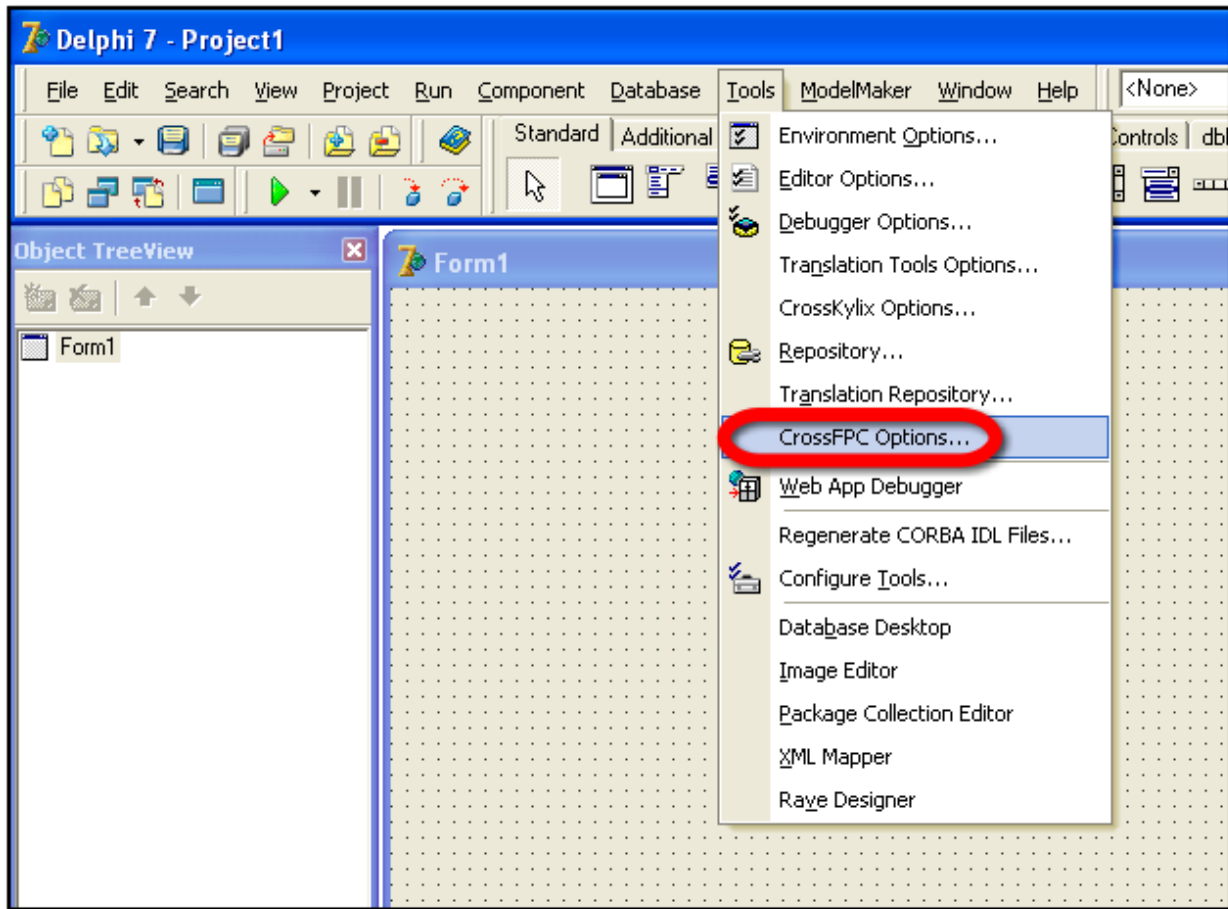 Delphi 7 - Project1
File Edit Search View Project Run Component Database Tools ModelMaker Window Help <None>
Standard Additional Controls
Object TreeView
Form1
Form1
Environment Options...
Editor Options...
Debugger Options...
Translation Tools Options...
CrossKylix Options...
Repository...
Translation Repository...
CrossFPC Options...
Web App Debugger
Regenerate CORBA IDL Files...
Configure Tools...
Database Desktop
Image Editor
Package Collection Editor
XML Mapper
Rave Designer